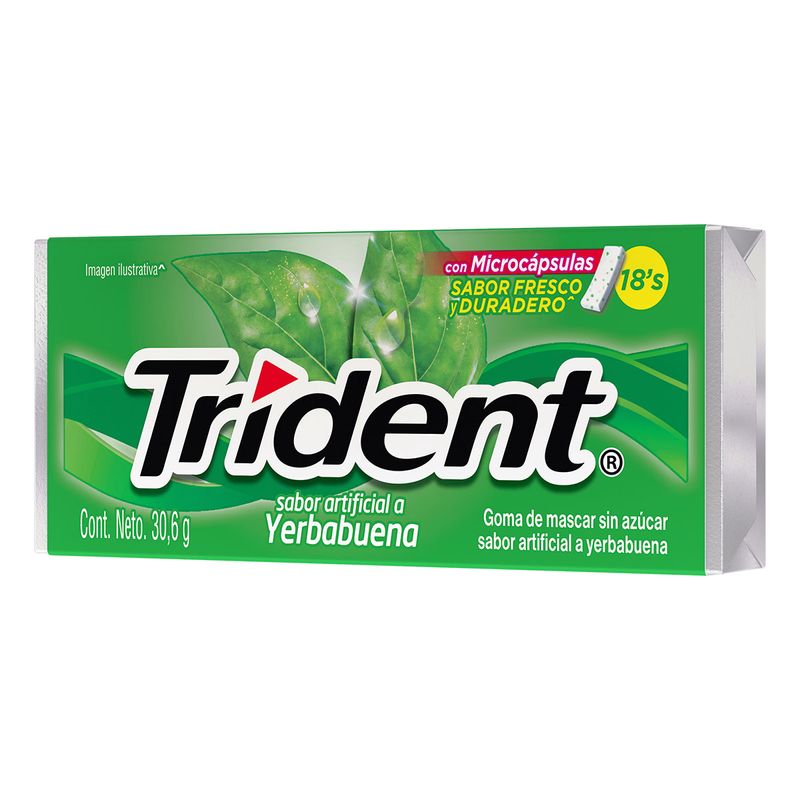 Imagen ilustrativa^
con Microcápsulas
SABOR FRESCO
y DURADERO^
18's
Trident®
sabor artificial a
Yerbabuena
Cont. Neto. 30,6 g
Goma de mascar sin azúcar
sabor artificial a yerbabuena